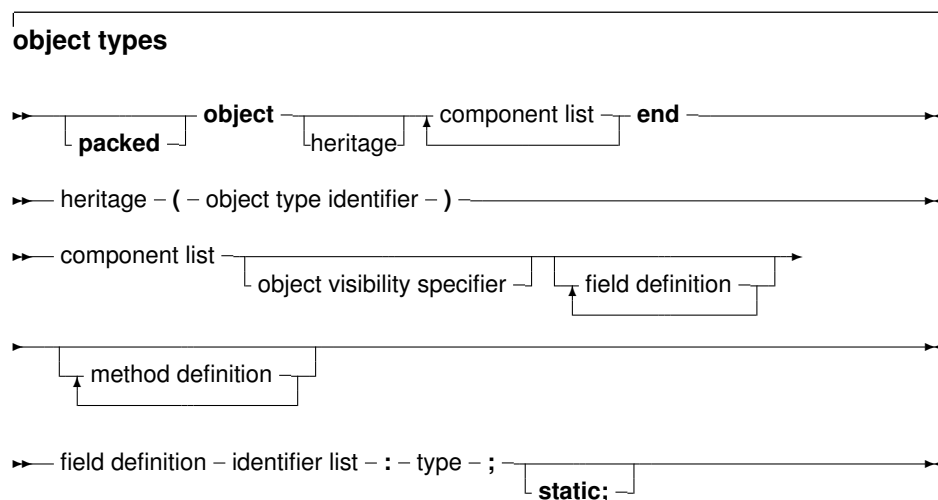 object types
packed object heritage component list end
heritage ( object type identifier )
component list object visibility specifier field definition
method definition
field definition identifier list : type ; static;